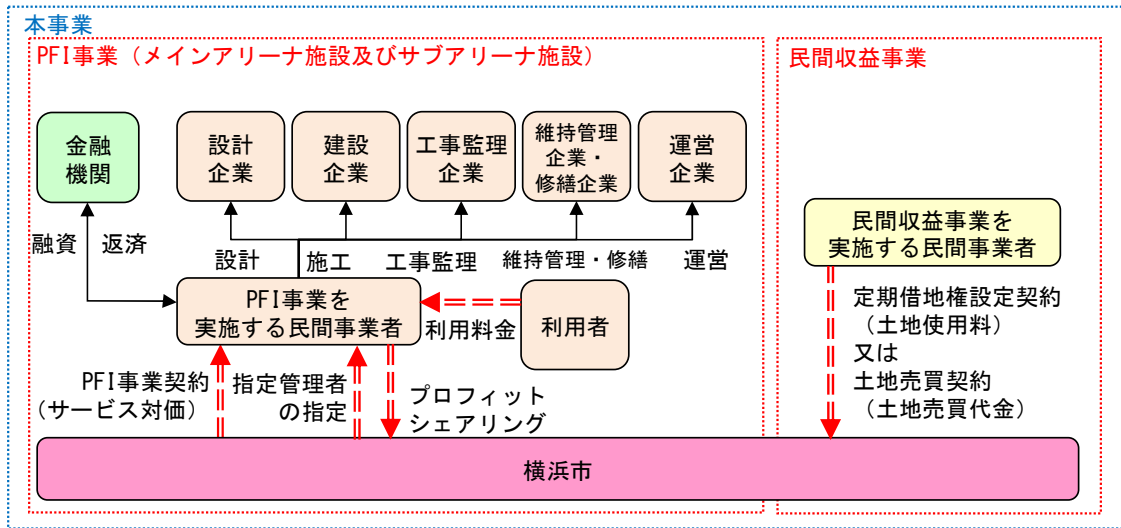 本事業
PFI事業（メインアリーナ施設及びサブアリーナ施設）
民間収益事業
金融
機関
設計
企業
建設
企業
工事監理
企業
維持管理
企業・
修繕企業
運営
企業
融資
返済
設計
施工
工事監理
維持管理・修繕
運営
民間収益事業を
実施する民間事業者
PFI事業を
実施する民間事業者
利用料金
利用者
定期借地権設定契約
（土地使用料）
又は
土地売買契約
（土地売買代金）
PFI事業契約
（サービス対価）
指定管理者
の指定
プロフィット
シェアリング
横浜市